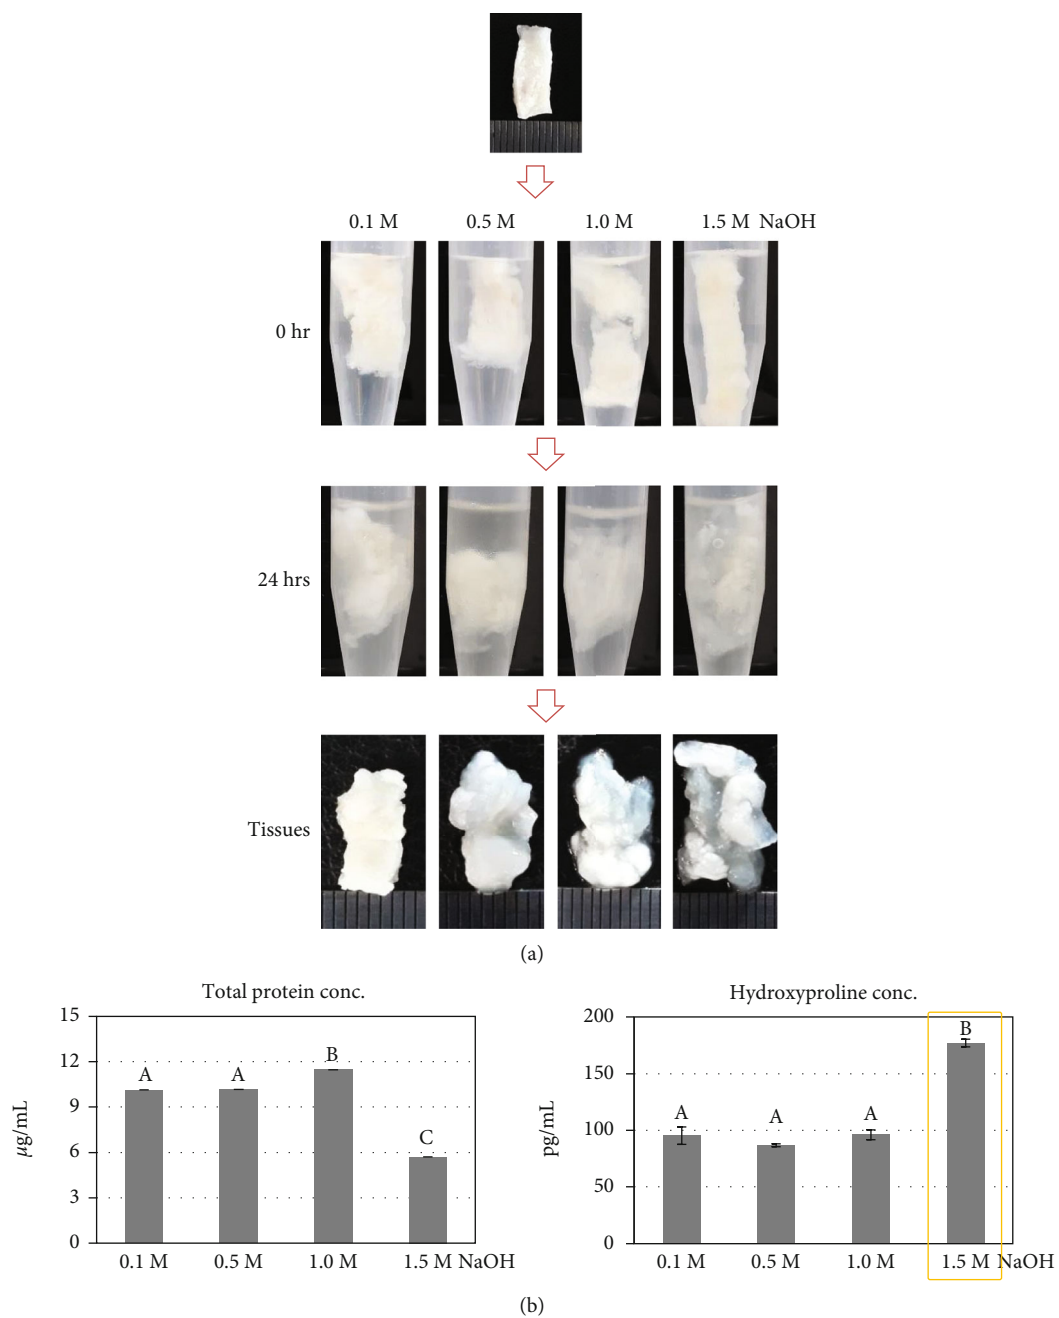 0.1 M 0.5 M 1.0 M 1.5 M NaOH
0 hr
24 hrs
Tissues
(a)
Total protein conc.
15
12
9
6
3
0
µg/mL
A A B C
0.1 M 0.5 M 1.0 M 1.5 M NaOH
Hydroxyproline conc.
200
150
100
50
0
pg/mL
A A A B
0.1 M 0.5 M 1.0 M 1.5 M NaOH
(b)